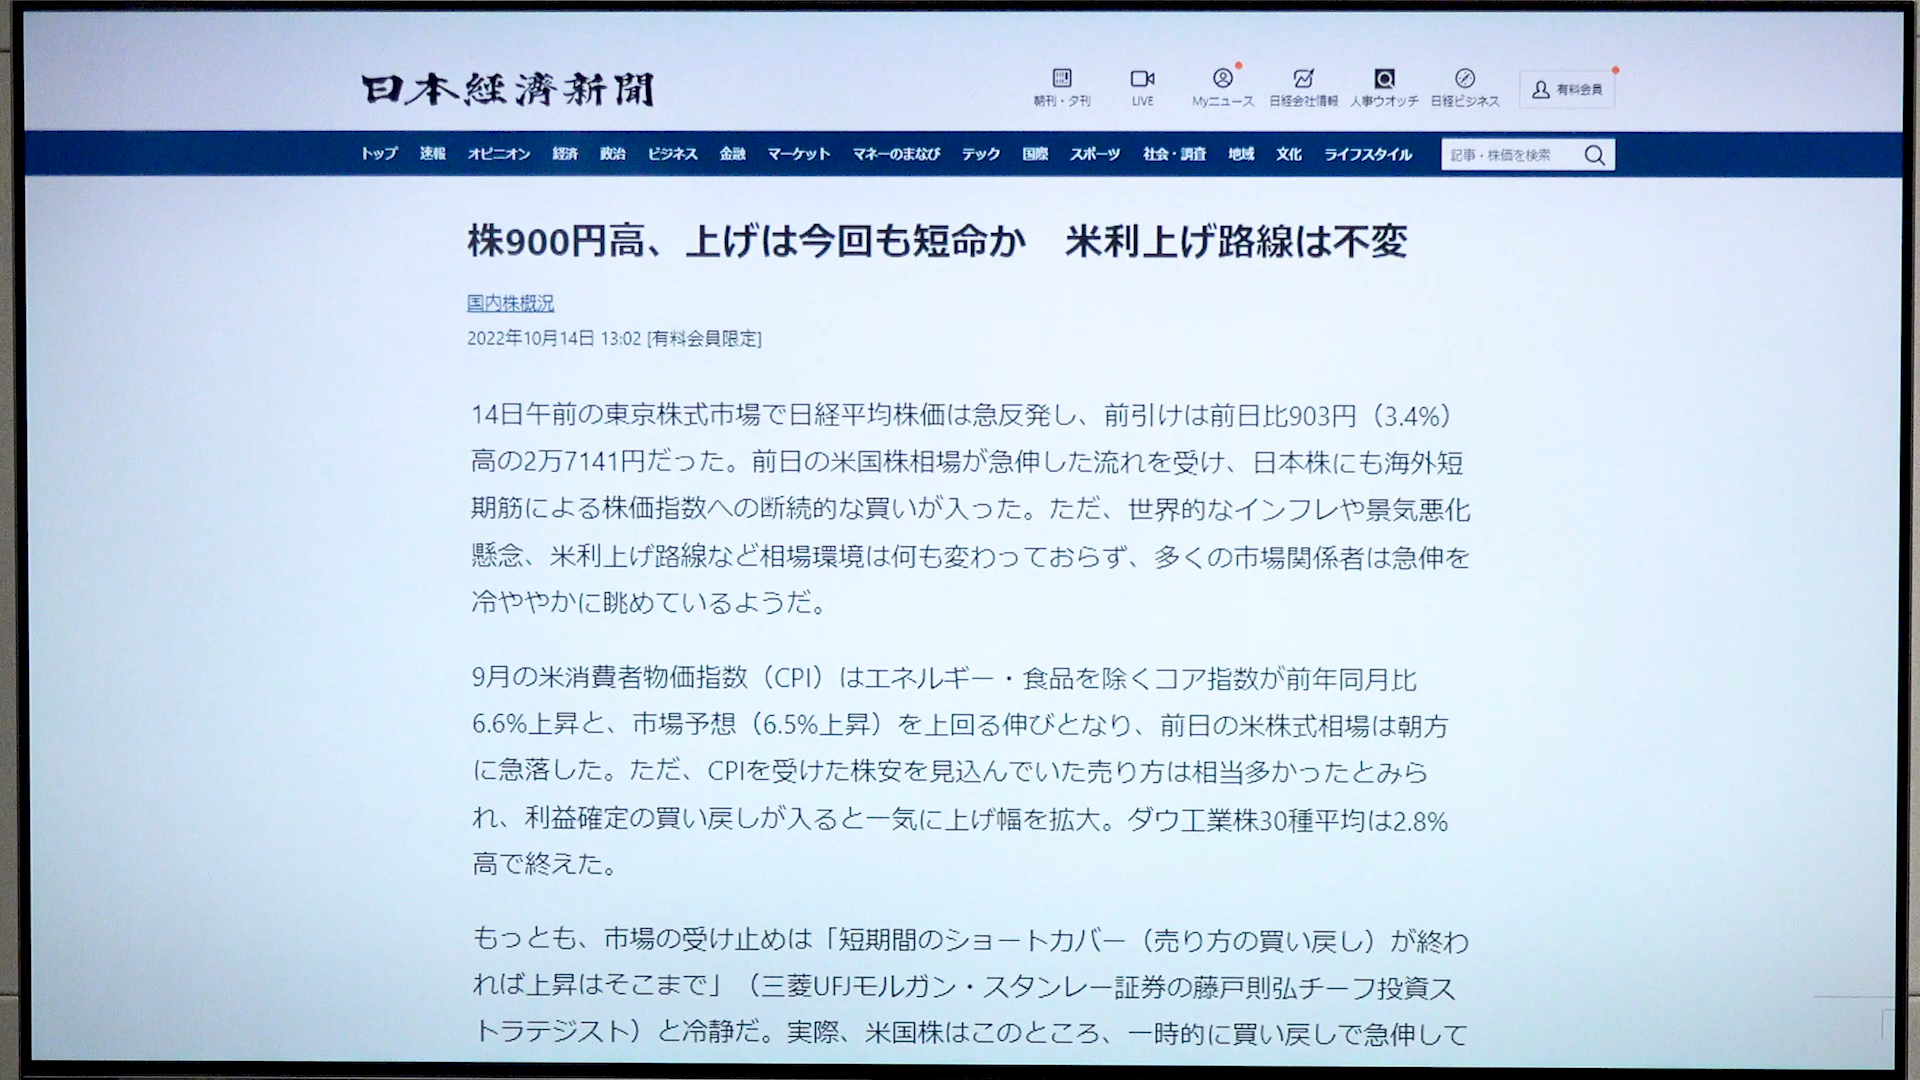 日本経済新聞
朝刊・夕刊
LIVE
Myニュース
日経会社情報
人事ウオッチ
日経ビジネス
有料会員
トップ 速報 オピニオン 経済 政治 ビジネス 金融 マーケット マネーのまなび テック 国際 スポーツ 社会・調査 地域 文化 ライフスタイル
記事・株価を検索
株900円高、上げは今回も短命か　米利上げ路線は不変
国内株概況
2022年10月14日 13:02 [有料会員限定]
14日午前の東京株式市場で日経平均株価は急反発し、前引けは前日比903円（3.4%）
高の2万7141円だった。前日の米国株相場が急伸した流れを受け、日本株にも海外短
期筋による株価指数への断続的な買いが入った。ただ、世界的なインフレや景気悪化
懸念、米利上げ路線など相場環境は何も変わっておらず、多くの市場関係者は急伸を
冷ややかに眺めているようだ。
9月の米消費者物価指数（CPI）はエネルギー・食品を除くコア指数が前年同月比
6.6%上昇と、市場予想（6.5%上昇）を上回る伸びとなり、前日の米株式相場は朝方
に急落した。ただ、CPIを受けた株安を見込んでいた売り方は相当多かったとみら
れ、利益確定の買い戻しが入ると一気に上げ幅を拡大。ダウ工業株30種平均は2.8%
高で終えた。
もっとも、市場の受け止めは「短期間のショートカバー（売り方の買い戻し）が終わ
れば上昇はそこまで」（三菱UFJモルガン・スタンレー証券の藤戸則弘チーフ投資ス
トラテジスト）と冷静だ。実際、米国株はこのところ、一時的に買い戻しで急伸して